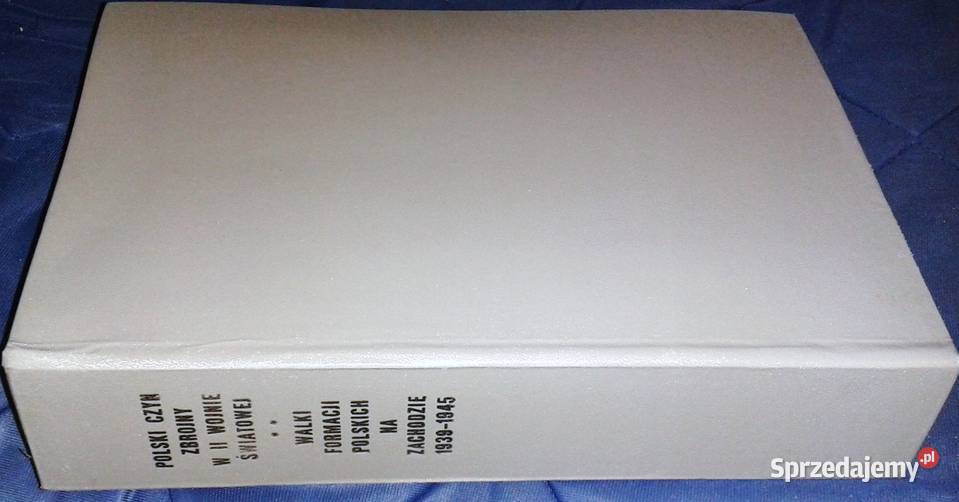 POLSKI CZYN
ZBROJNY
W II WOJNIE
ŚWIATOWEJ
* *
WALKI
FORMACJI
POLSKICH
NA
ZACHODZIE
1939-1945
Sprzedajemy.pl